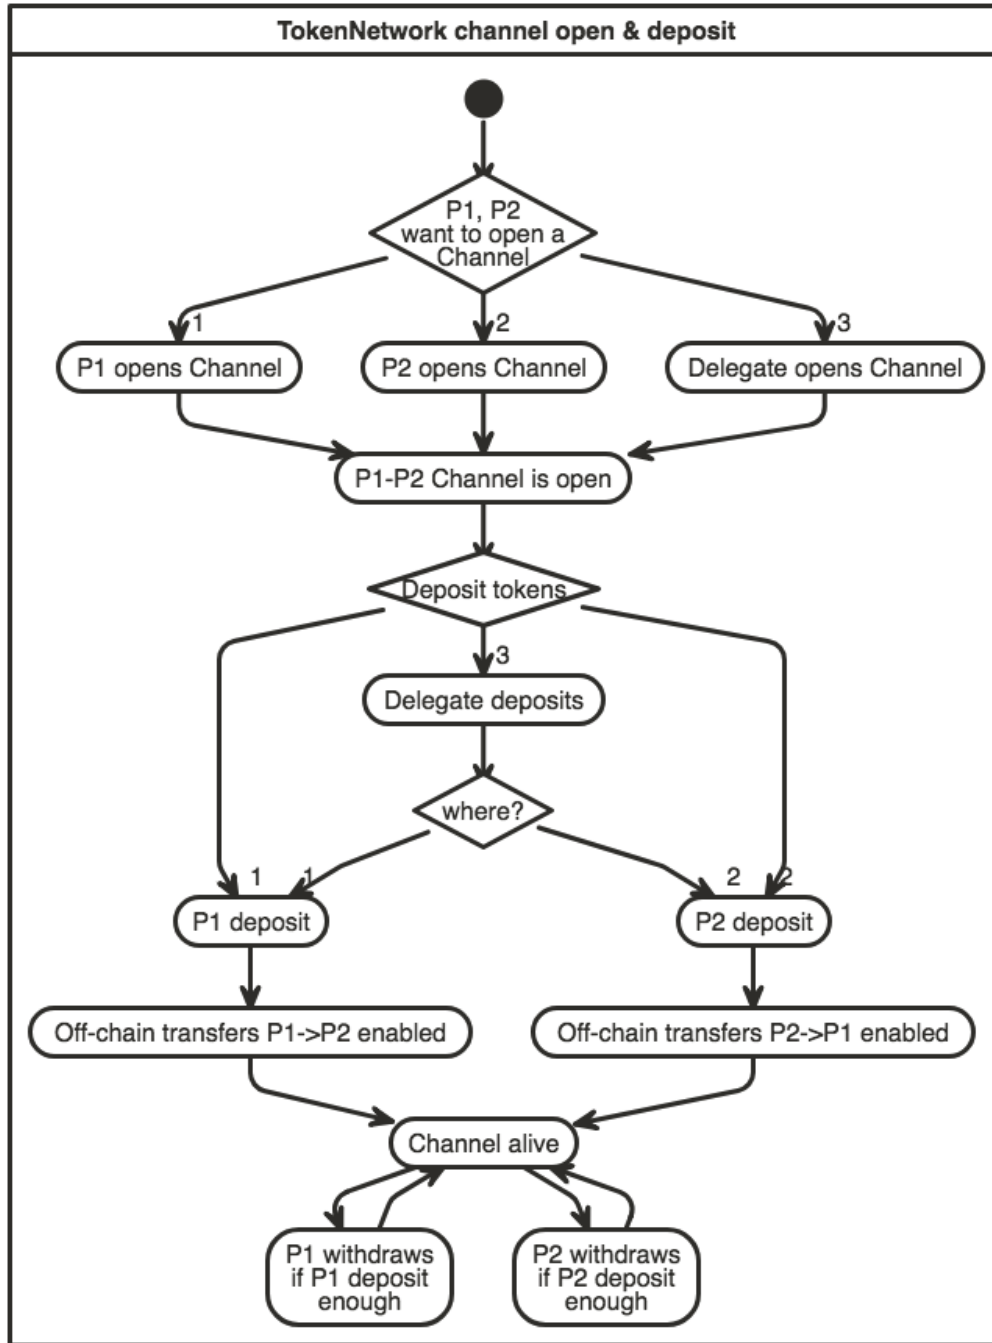 TokenNetwork channel open & deposit
P1, P2
want to open a
Channel
1
2
3
P1 opens Channel
P2 opens Channel
Delegate opens Channel
P1-P2 Channel is open
Deposit tokens
3
Delegate deposits
where?
1
1
2
2
P1 deposit
P2 deposit
Off-chain transfers P1->P2 enabled
Off-chain transfers P2->P1 enabled
Channel alive
P1 withdraws
if P1 deposit
enough
P2 withdraws
if P2 deposit
enough